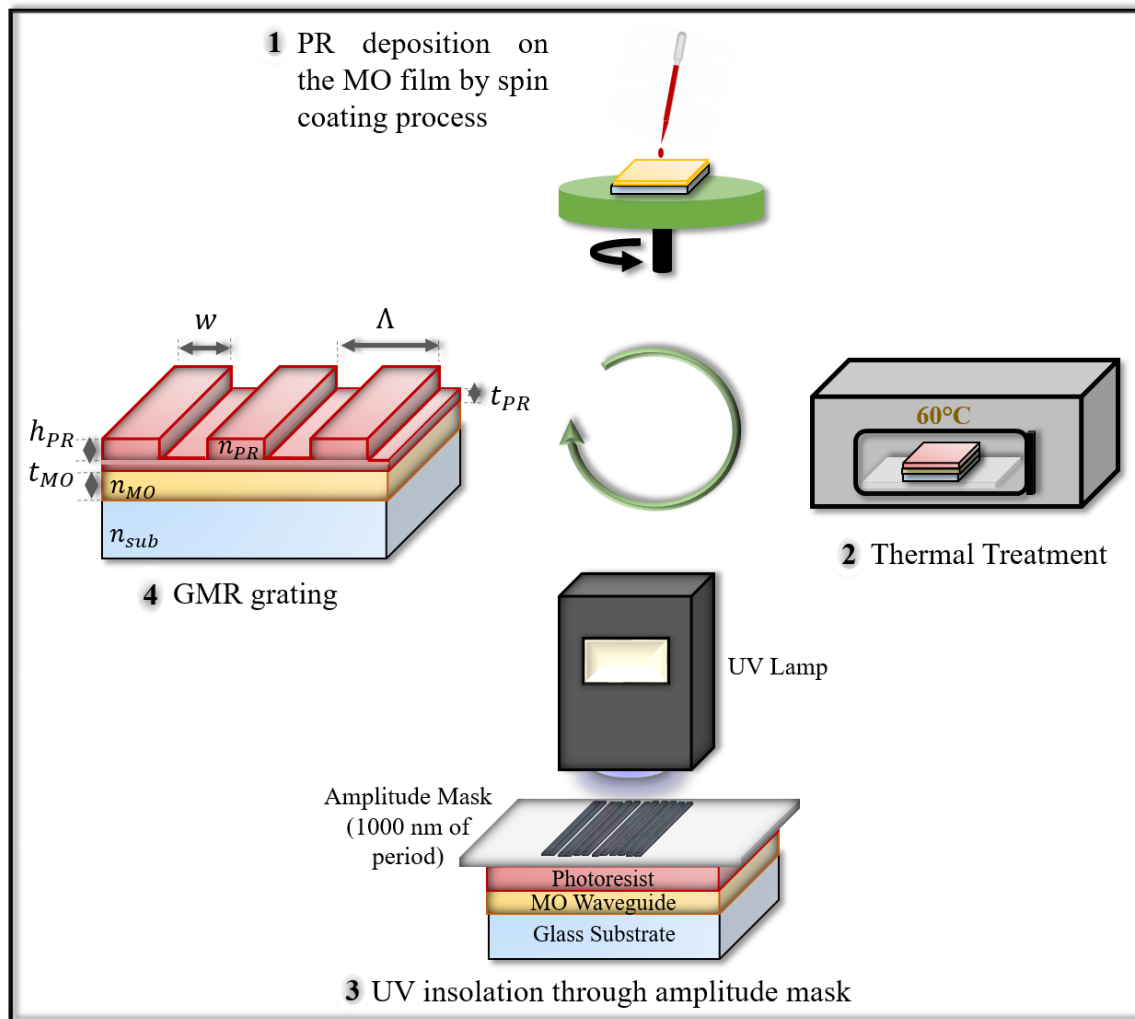 1 PR deposition on
the MO film by spin
coating process
w
Λ
t_PR
h_PR
n_PR
t_MO
n_MO
n_sub
4 GMR grating
60°C
2 Thermal Treatment
UV Lamp
Amplitude Mask
(1000 nm of
period)
Photoresist
MO Waveguide
Glass Substrate
3 UV insolation through amplitude mask